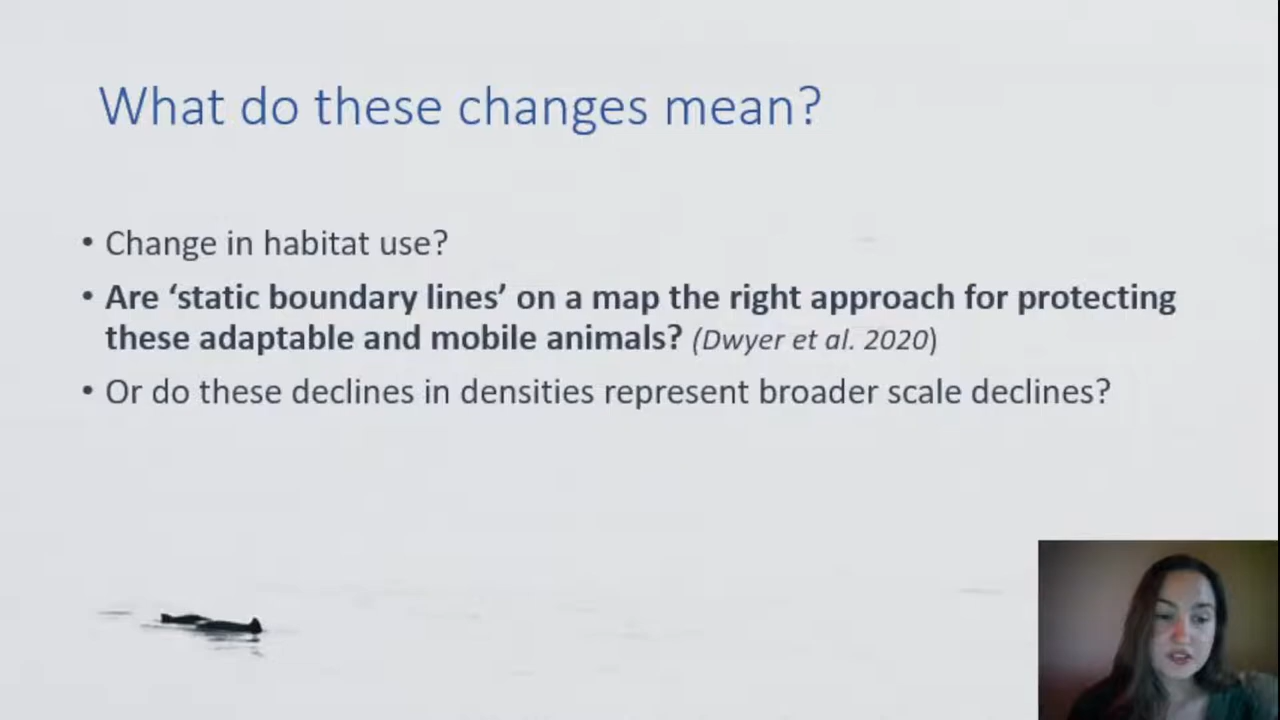 What do these changes mean?
• Change in habitat use?
• Are ‘static boundary lines’ on a map the right approach for protecting
these adaptable and mobile animals? (Dwyer et al. 2020)
• Or do these declines in densities represent broader scale declines?